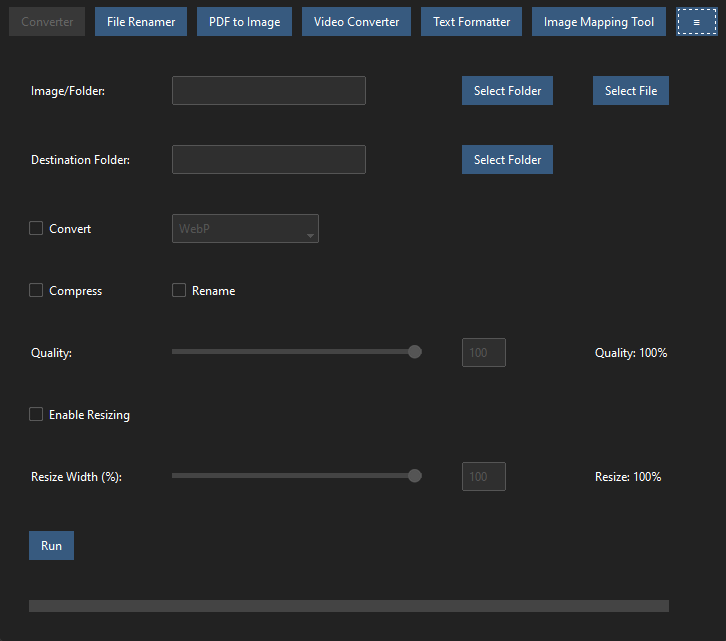 Converter File Renamer PDF to Image Video Converter Text Formatter Image Mapping Tool ≡
Image/Folder: Select Folder Select File
Destination Folder: Select Folder
Convert WebP
Compress Rename
Quality: 100 Quality: 100%
Enable Resizing
Resize Width (%): 100 Resize: 100%
Run